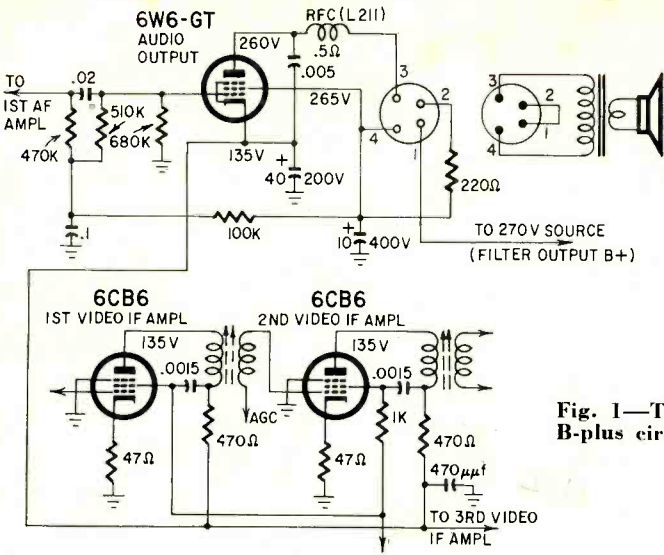 6W6-GT
AUDIO
OUTPUT
RFC (L211)
.5Ω
260V
.005
265V
TO
1ST AF
AMPL
.02
510K
470K
680K
135V
+
40
200V
3
2
4
1
3
2
1
4
220Ω
.1
100K
+
10
400V
TO 270V SOURCE
(FILTER OUTPUT B+)
6CB6
1ST VIDEO IF AMPL
135V
.0015
6CB6
2ND VIDEO IF AMPL
135V
.0015
AGC
1K
47Ω
470Ω
47Ω
470Ω
470μμf
TO 3RD VIDEO
IF AMPL
Fig. 1—T
B-plus cir